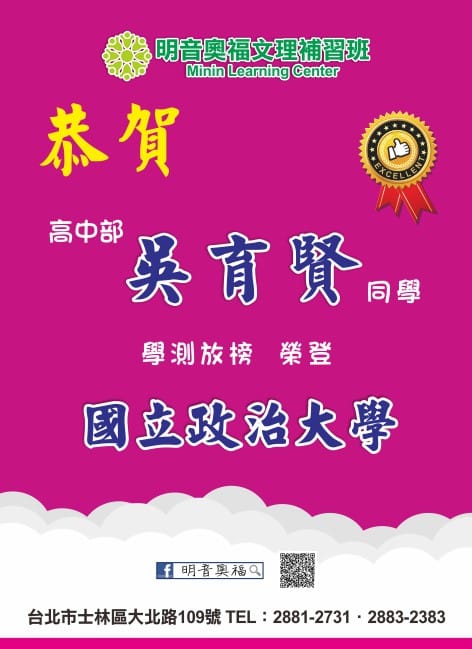 明音奧福文理補習班
Minin Learning Center
恭賀
EXCELLENT
高中部
吳育賢
同學
學測放榜 榮登
國立政治大學
f 明音奧福
台北市士林區大北路109號 TEL：2881-2731．2883-2383